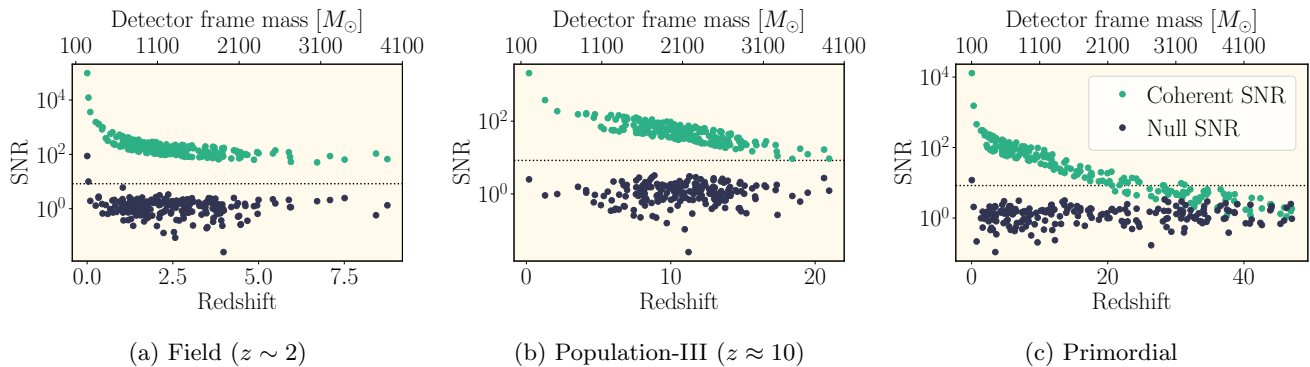 Detector frame mass [M⊙]
100 1100 2100 3100 4100
SNR
10^4
10^2
10^0
0.0 2.5 5.0 7.5
Redshift
(a) Field (z ∼ 2)
Detector frame mass [M⊙]
100 1100 2100 3100 4100
SNR
10^2
10^0
0 10 20
Redshift
(b) Population-III (z ≈ 10)
Detector frame mass [M⊙]
100 1100 2100 3100 4100
SNR
10^4
10^2
10^0
Coherent SNR
Null SNR
0 20 40
Redshift
(c) Primordial